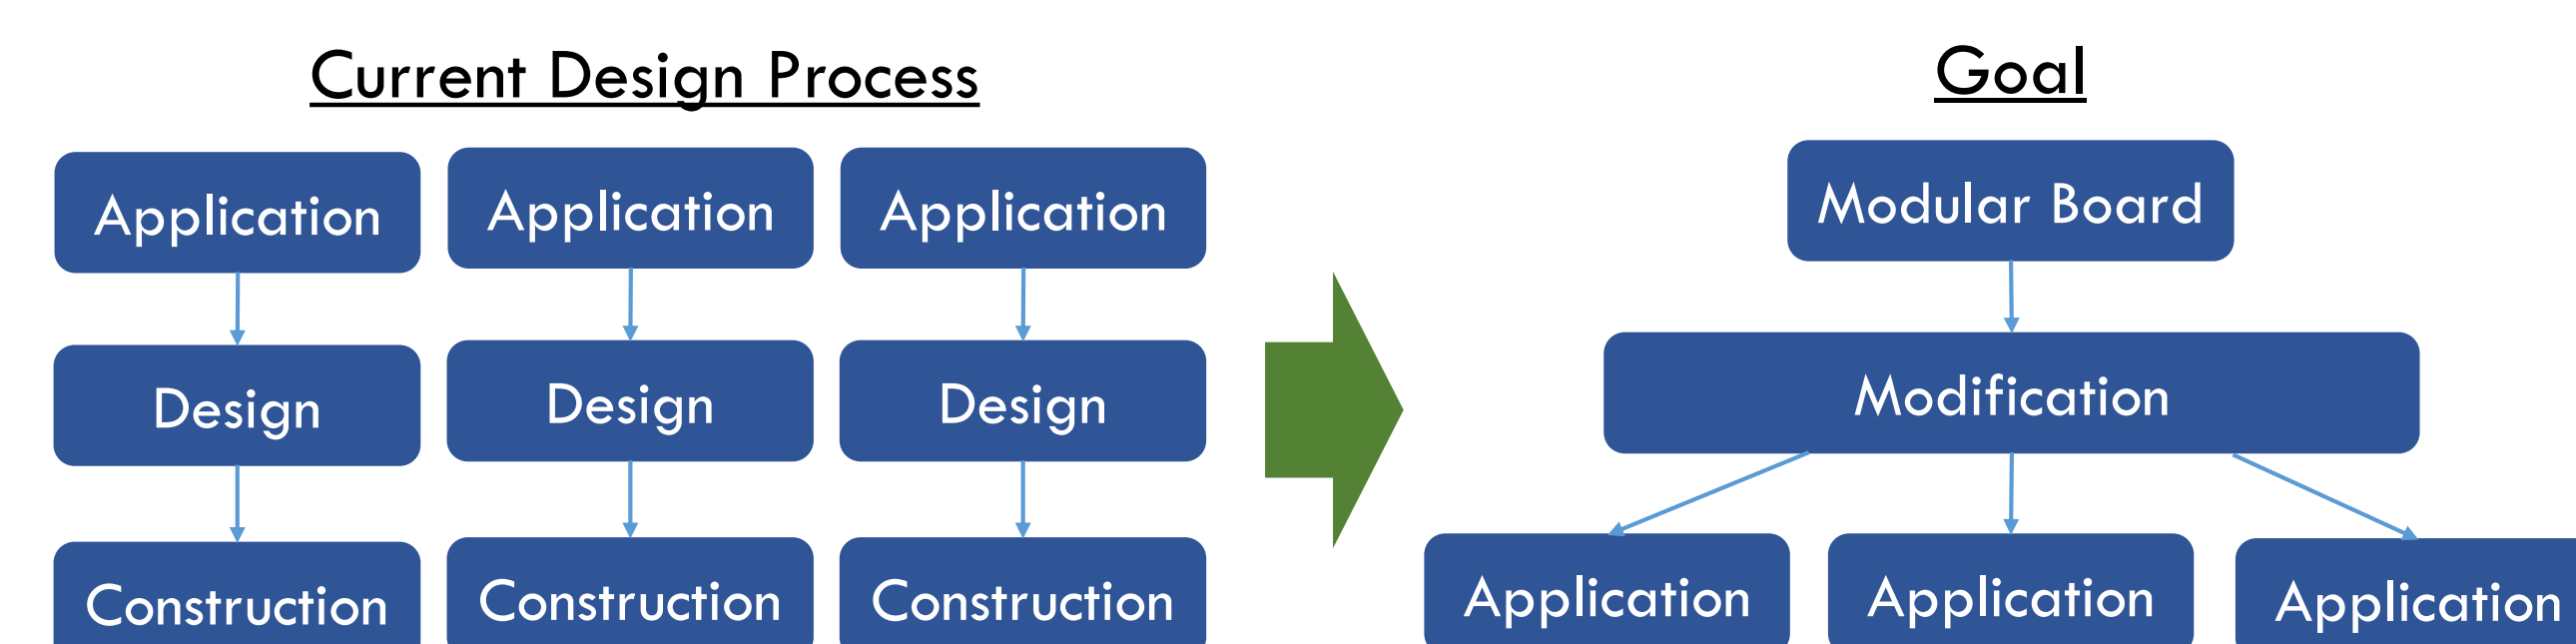 Current Design Process
Application
Application
Application
Design
Design
Design
Construction
Construction
Construction
Goal
Modular Board
Modification
Application
Application
Application